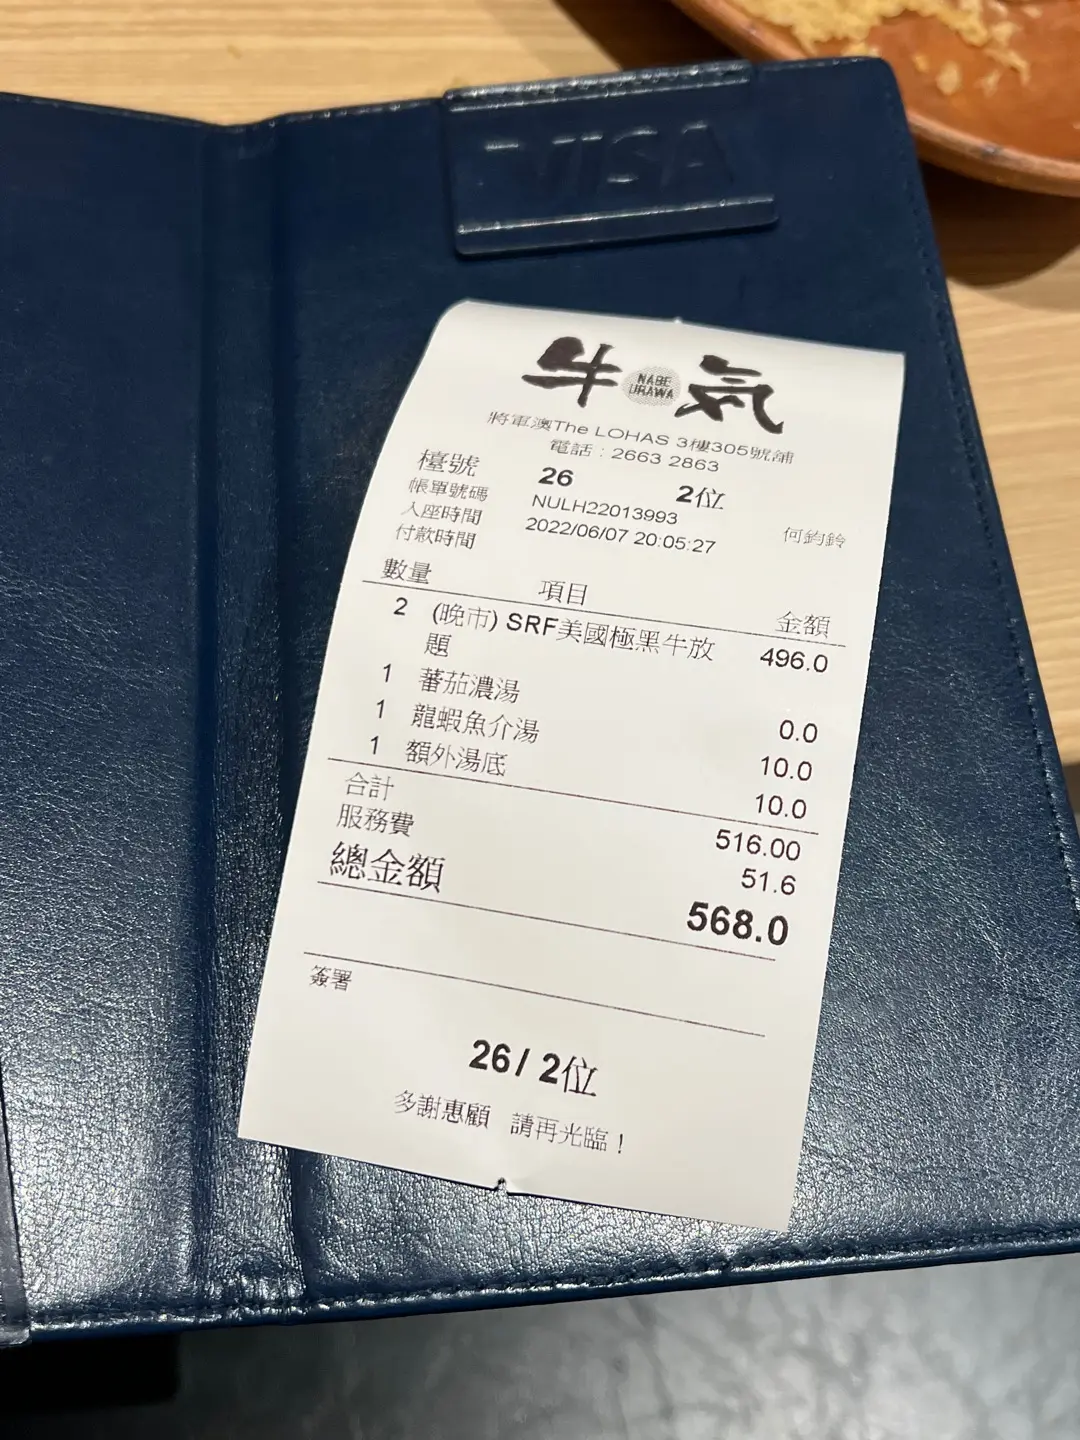 VISA
牛 NABE URAWA 気
將軍澳The LOHAS 3樓305號舖
電話：2663 2863
檯號 26 2位
帳單號碼 NULH22013993
入座時間 2022/06/07 20:05:27 何鈞鈴
付款時間
數量 項目 金額
2 (晚市) SRF美國極黑牛放 496.0
題
1 蕃茄濃湯 0.0
1 龍蝦魚介湯 10.0
1 額外湯底 10.0
合計 516.00
服務費 51.6
總金額 568.0
簽署
26/ 2位
多謝惠顧 請再光臨！